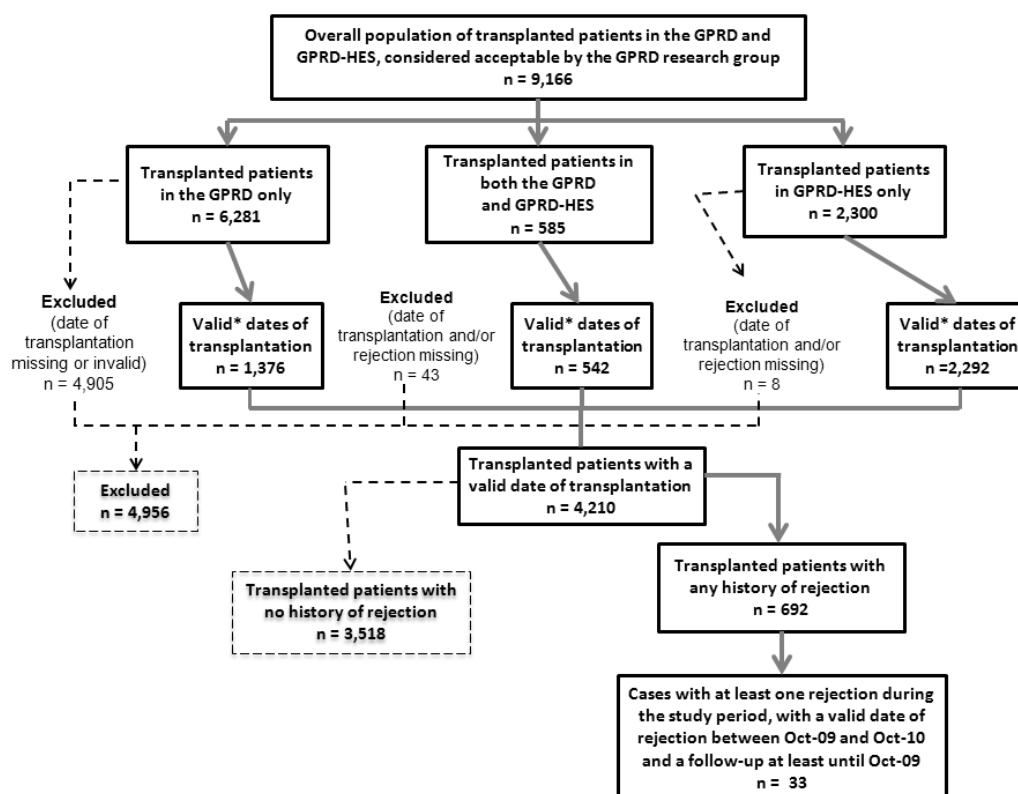 Overall population of transplanted patients in the GPRD and
GPRD-HES, considered acceptable by the GPRD research group
n = 9,166
Transplanted patients
in the GPRD only
n = 6,281
Transplanted patients in
both the GPRD
and GPRD-HES
n = 585
Transplanted patients
in GPRD-HES only
n = 2,300
Excluded
(date of
transplantation
missing or invalid)
n = 4,905
Valid* dates of
transplantation
n = 1,376
Excluded
(date of
transplantation and/or
rejection missing)
n = 43
Valid* dates of
transplantation
n = 542
Excluded
(date of
transplantation and/or
rejection missing)
n = 8
Valid* dates of
transplantation
n =2,292
Excluded
n = 4,956
Transplanted patients with a
valid date of transplantation
n = 4,210
Transplanted patients with
no history of rejection
n = 3,518
Transplanted patients with
any history of rejection
n = 692
Cases with at least one rejection during
the study period, with a valid date of
rejection between Oct-09 and Oct-10
and a follow-up at least until Oct-09
n = 33